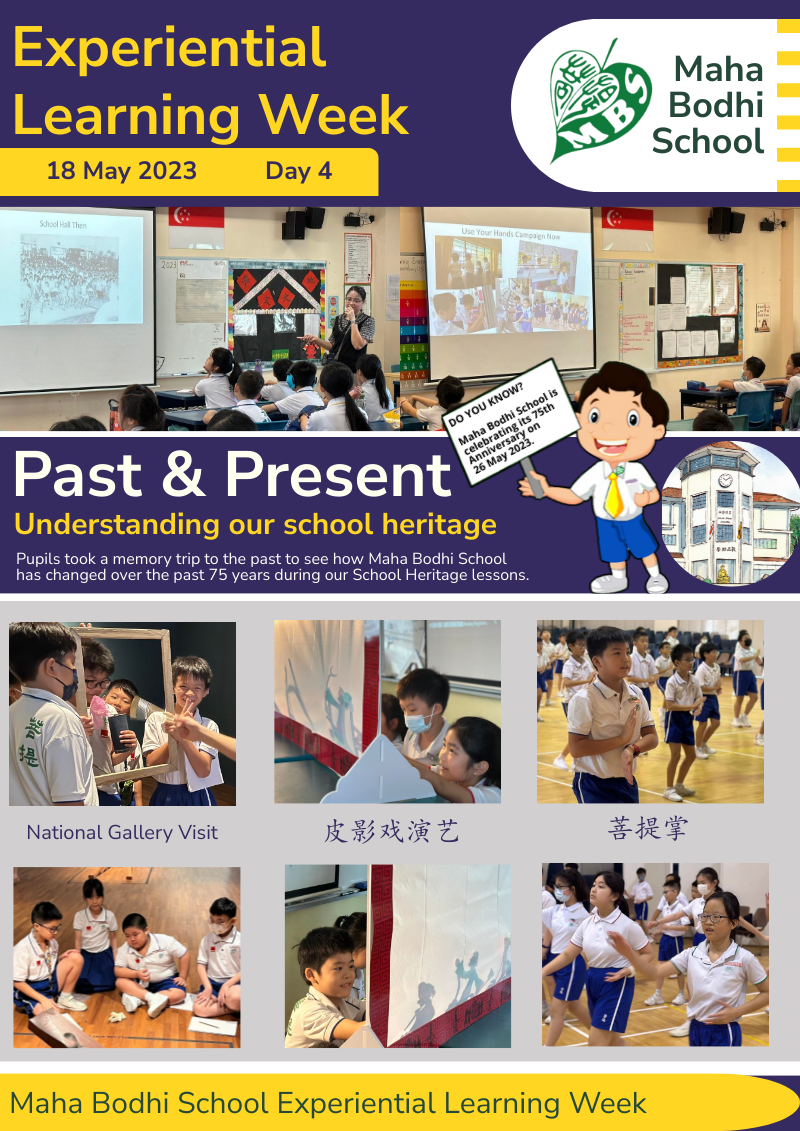 Experiential
Learning Week
18 May 2023 Day 4
MBS
Maha
Bodhi
School
School Hall Then
2023
Use Your Hands Campaign Now
DO YOU KNOW?
Maha Bodhi School is
celebrating its 75th
Anniversary on
26 May 2023.
Past & Present
Understanding our school heritage
Pupils took a memory trip to the past to see how Maha Bodhi School
has changed over the past 75 years during our School Heritage lessons.
菩提
National Gallery Visit
皮影戏演艺
菩提掌
Maha Bodhi School Experiential Learning Week